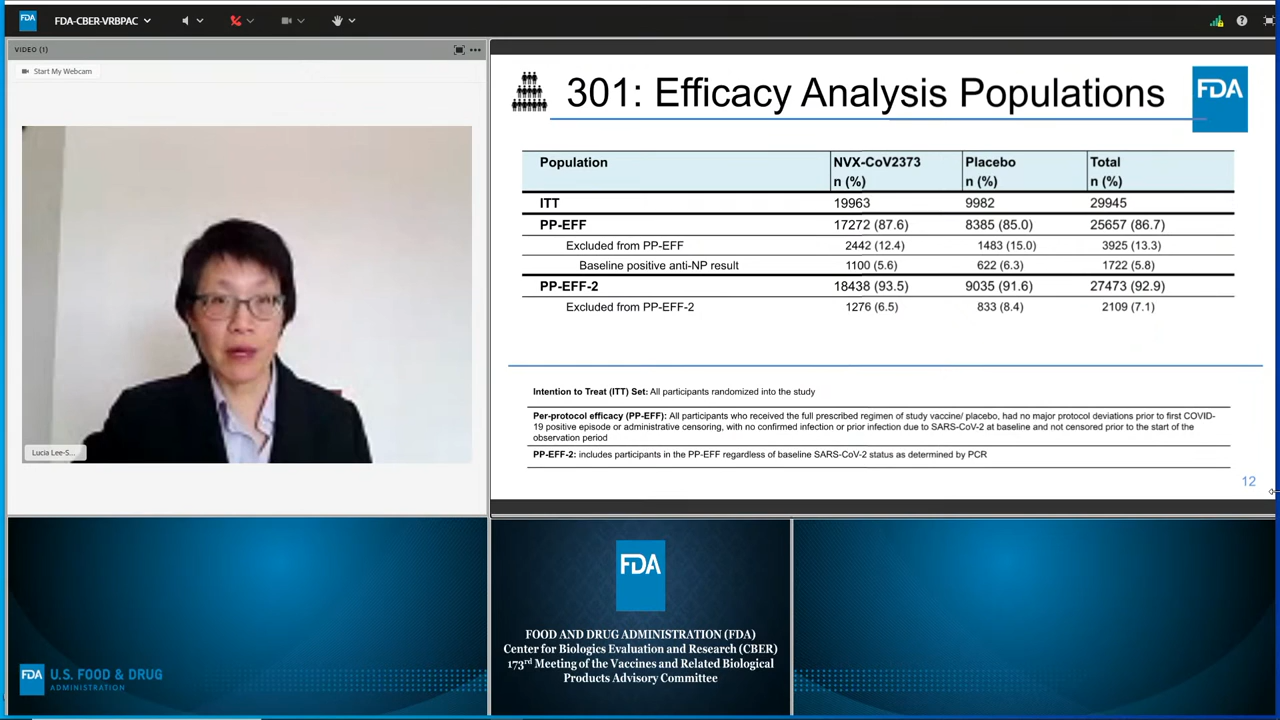 FDA
FDA-CBER-VRBPAC
VIDEO (1)
Start My Webcam
Lucia Lee-S...
301: Efficacy Analysis Populations
FDA
Population NVX-CoV2373 n (%) Placebo n (%) Total n (%)
ITT 19963 9982 29945
PP-EFF 17272 (87.6) 8385 (85.0) 25657 (86.7)
Excluded from PP-EFF 2442 (12.4) 1483 (15.0) 3925 (13.3)
Baseline positive anti-NP result 1100 (5.6) 622 (6.3) 1722 (5.8)
PP-EFF-2 18438 (93.5) 9035 (91.6) 27473 (92.9)
Excluded from PP-EFF-2 1276 (6.5) 833 (8.4) 2109 (7.1)
Intention to Treat (ITT) Set: All participants randomized into the study
Per-protocol efficacy (PP-EFF): All participants who received the full prescribed regimen of study vaccine/ placebo, had no major protocol deviations prior to first COVID-
19 positive episode or administrative censoring, with no confirmed infection or prior infection due to SARS-CoV-2 at baseline and not censored prior to the start of the
observation period
PP-EFF-2: includes participants in the PP-EFF regardless of baseline SARS-CoV-2 status as determined by PCR
12
FDA U.S. FOOD & DRUG
ADMINISTRATION
FDA
FOOD AND DRUG ADMINISTRATION (FDA)
Center for Biologics Evaluation and Research (CBER)
173rd Meeting of the Vaccines and Related Biological
Products Advisory Committee